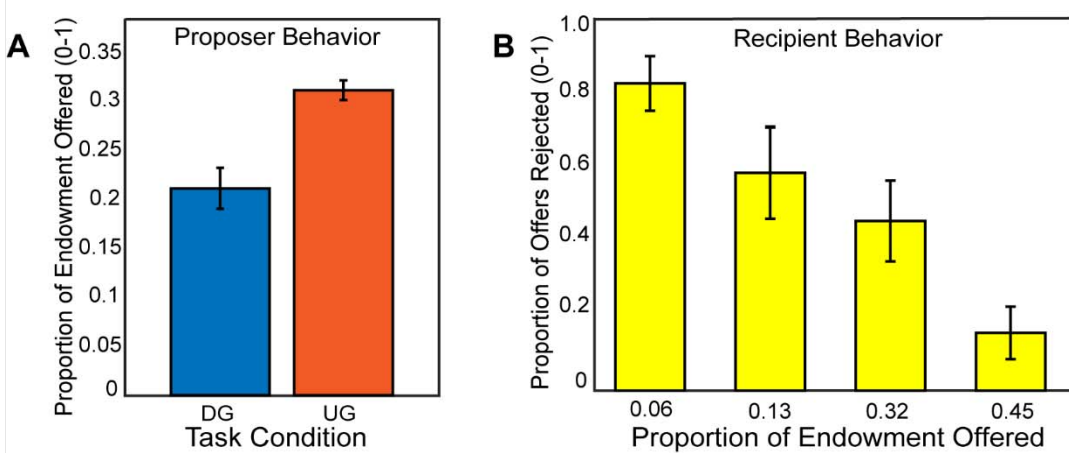 A
Proposer Behavior
Proportion of Endowment Offered (0-1)
0.35
0.3
0.25
0.2
0.15
0.1
0.05
0
DG
UG
Task Condition
B
Recipient Behavior
Proportion of Offers Rejected (0-1)
1.0
0.8
0.6
0.4
0.2
0
0.06
0.13
0.32
0.45
Proportion of Endowment Offered